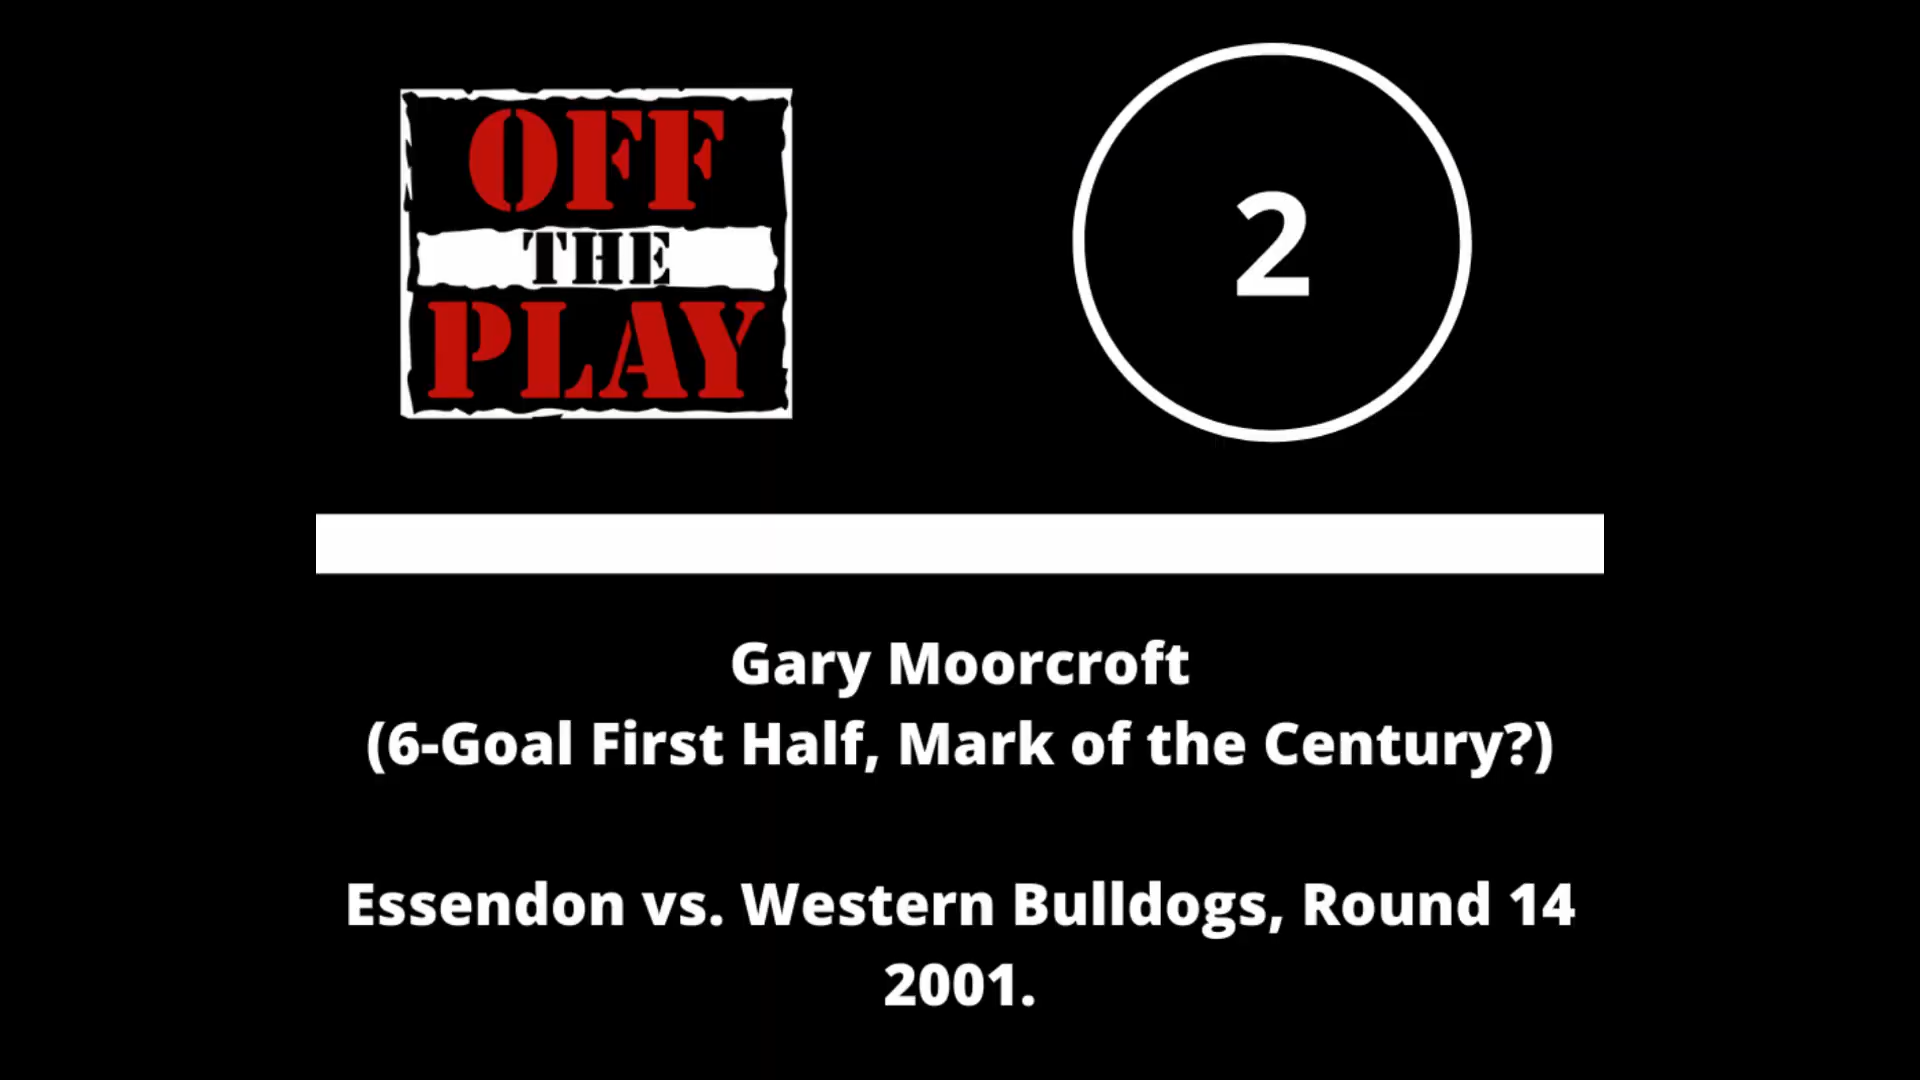 OFF
THE
PLAY
2
Gary Moorcroft
(6-Goal First Half, Mark of the Century?)
Essendon vs. Western Bulldogs, Round 14
2001.